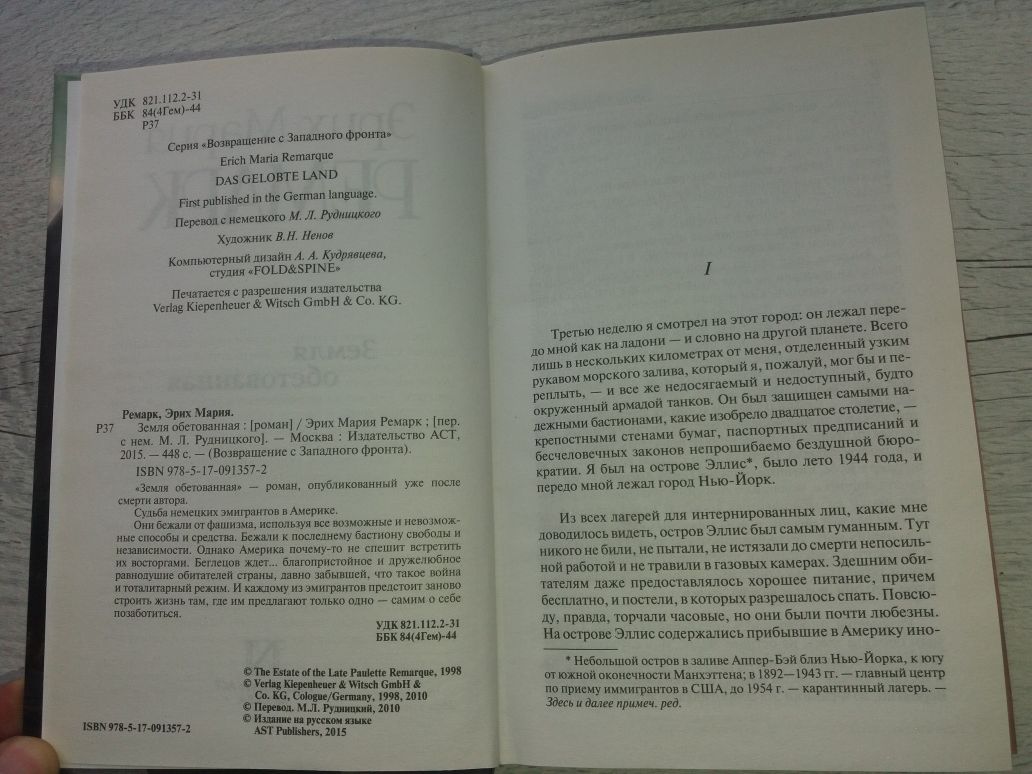 УДК 821.112.2-31
ББК 84(4Гем)-44
Р37
Серия «Возвращение с Западного фронта»
Erich Maria Remarque
DAS GELOBTE LAND
First published in the German language.
Перевод с немецкого М. Л. Рудницкого
Художник В.Н. Ненов
Компьютерный дизайн А. А. Кудрявцева,
студия «FOLD&SPINE»
Печатается с разрешения издательства
Verlag Kiepenheuer & Witsch GmbH & Co. KG.
Ремарк, Эрих Мария.
Р37 Земля обетованная : [роман] / Эрих Мария Ремарк ; [пер.
с нем. М. Л. Рудницкого]. — Москва : Издательство АСТ,
2015. — 448 с. — (Возвращение с Западного фронта).
ISBN 978-5-17-091357-2
«Земля обетованная» — роман, опубликованный уже после
смерти автора.
Судьба немецких эмигрантов в Америке.
Они бежали от фашизма, используя все возможные и невозмож-
ные способы и средства. Бежали к последнему бастиону свободы и
независимости. Однако Америка почему-то не спешит встретить
их восторгами. Беглецов ждет... благопристойное и дружелюбное
равнодушие обитателей страны, давно забывшей, что такое война
и тоталитарный режим. И каждому из эмигрантов предстоит заново
строить жизнь там, где им предлагают только одно — самим о себе
позаботиться.
УДК 821.112.2-31
ББК 84(4Гем)-44
© The Estate of the Late Paulette Remarque, 1998
© Verlag Kiepenheuer & Witsch GmbH &
Co. KG, Cologne/Germany, 1998, 2010
© Перевод. М.Л. Рудницкий, 2010
© Издание на русском языке
AST Publishers, 2015
ISBN 978-5-17-091357-2
I
Третью неделю я смотрел на этот город: он лежал пере-
до мной как на ладони — и словно на другой планете. Всего
лишь в нескольких километрах от меня, отделенный узким
рукавом морского залива, который я, пожалуй, мог бы и пе-
реплыть, — и все же недосягаемый и недоступный, будто
окруженный армадой танков. Он был защищен самыми на-
дежными бастионами, какие изобрело двадцатое столетие, —
крепостными стенами бумаг, паспортных предписаний и
бесчеловечных законов непрошибаемо бездушной бюро-
кратии. Я был на острове Эллис*, было лето 1944 года, и
передо мной лежал город Нью-Йорк.
Из всех лагерей для интернированных лиц, какие мне
доводилось видеть, остров Эллис был самым гуманным. Тут
никого не били, не пытали, не истязали до смерти непосиль-
ной работой и не травили в газовых камерах. Здешним оби-
тателям даже предоставлялось хорошее питание, причем
бесплатно, и постели, в которых разрешалось спать. Повсю-
ду, правда, торчали часовые, но они были почти любезны.
На острове Эллис содержались прибывшие в Америку ино-
* Небольшой остров в заливе Аппер-Бэй близ Нью-Йорка, к югу
от южной оконечности Манхэттена; в 1892—1943 гг. — главный центр
по приему иммигрантов в США, до 1954 г. — карантинный лагерь. —
Здесь и далее примеч. ред.